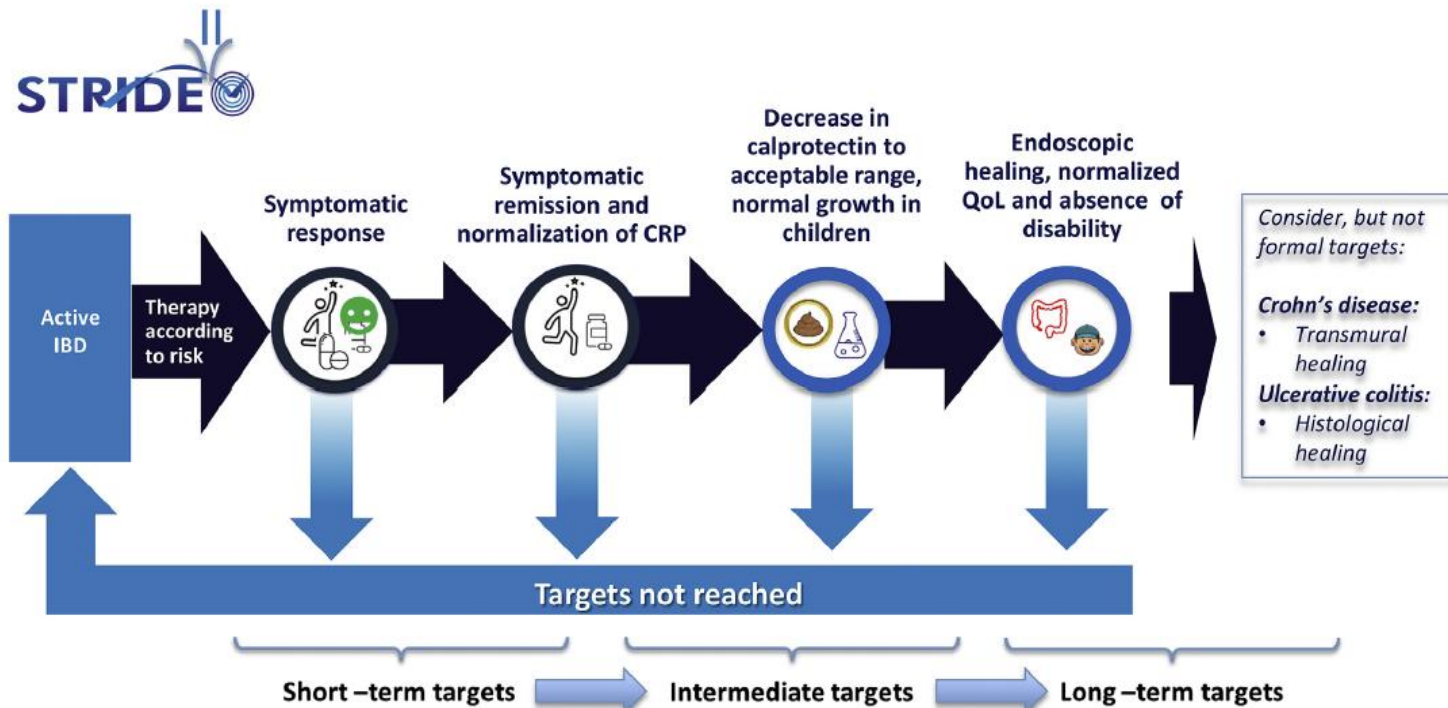 II
STRIDE
Active
IBD
Therapy
according
to risk
Symptomatic
response
Symptomatic
remission and
normalization of CRP
Decrease in
calprotectin to
acceptable range,
normal growth in
children
Endoscopic
healing, normalized
QoL and absence of
disability
Consider, but not
formal targets:
Crohn's disease:
• Transmural
healing
Ulcerative colitis:
• Histological
healing
Targets not reached
Short –term targets
Intermediate targets
Long –term targets